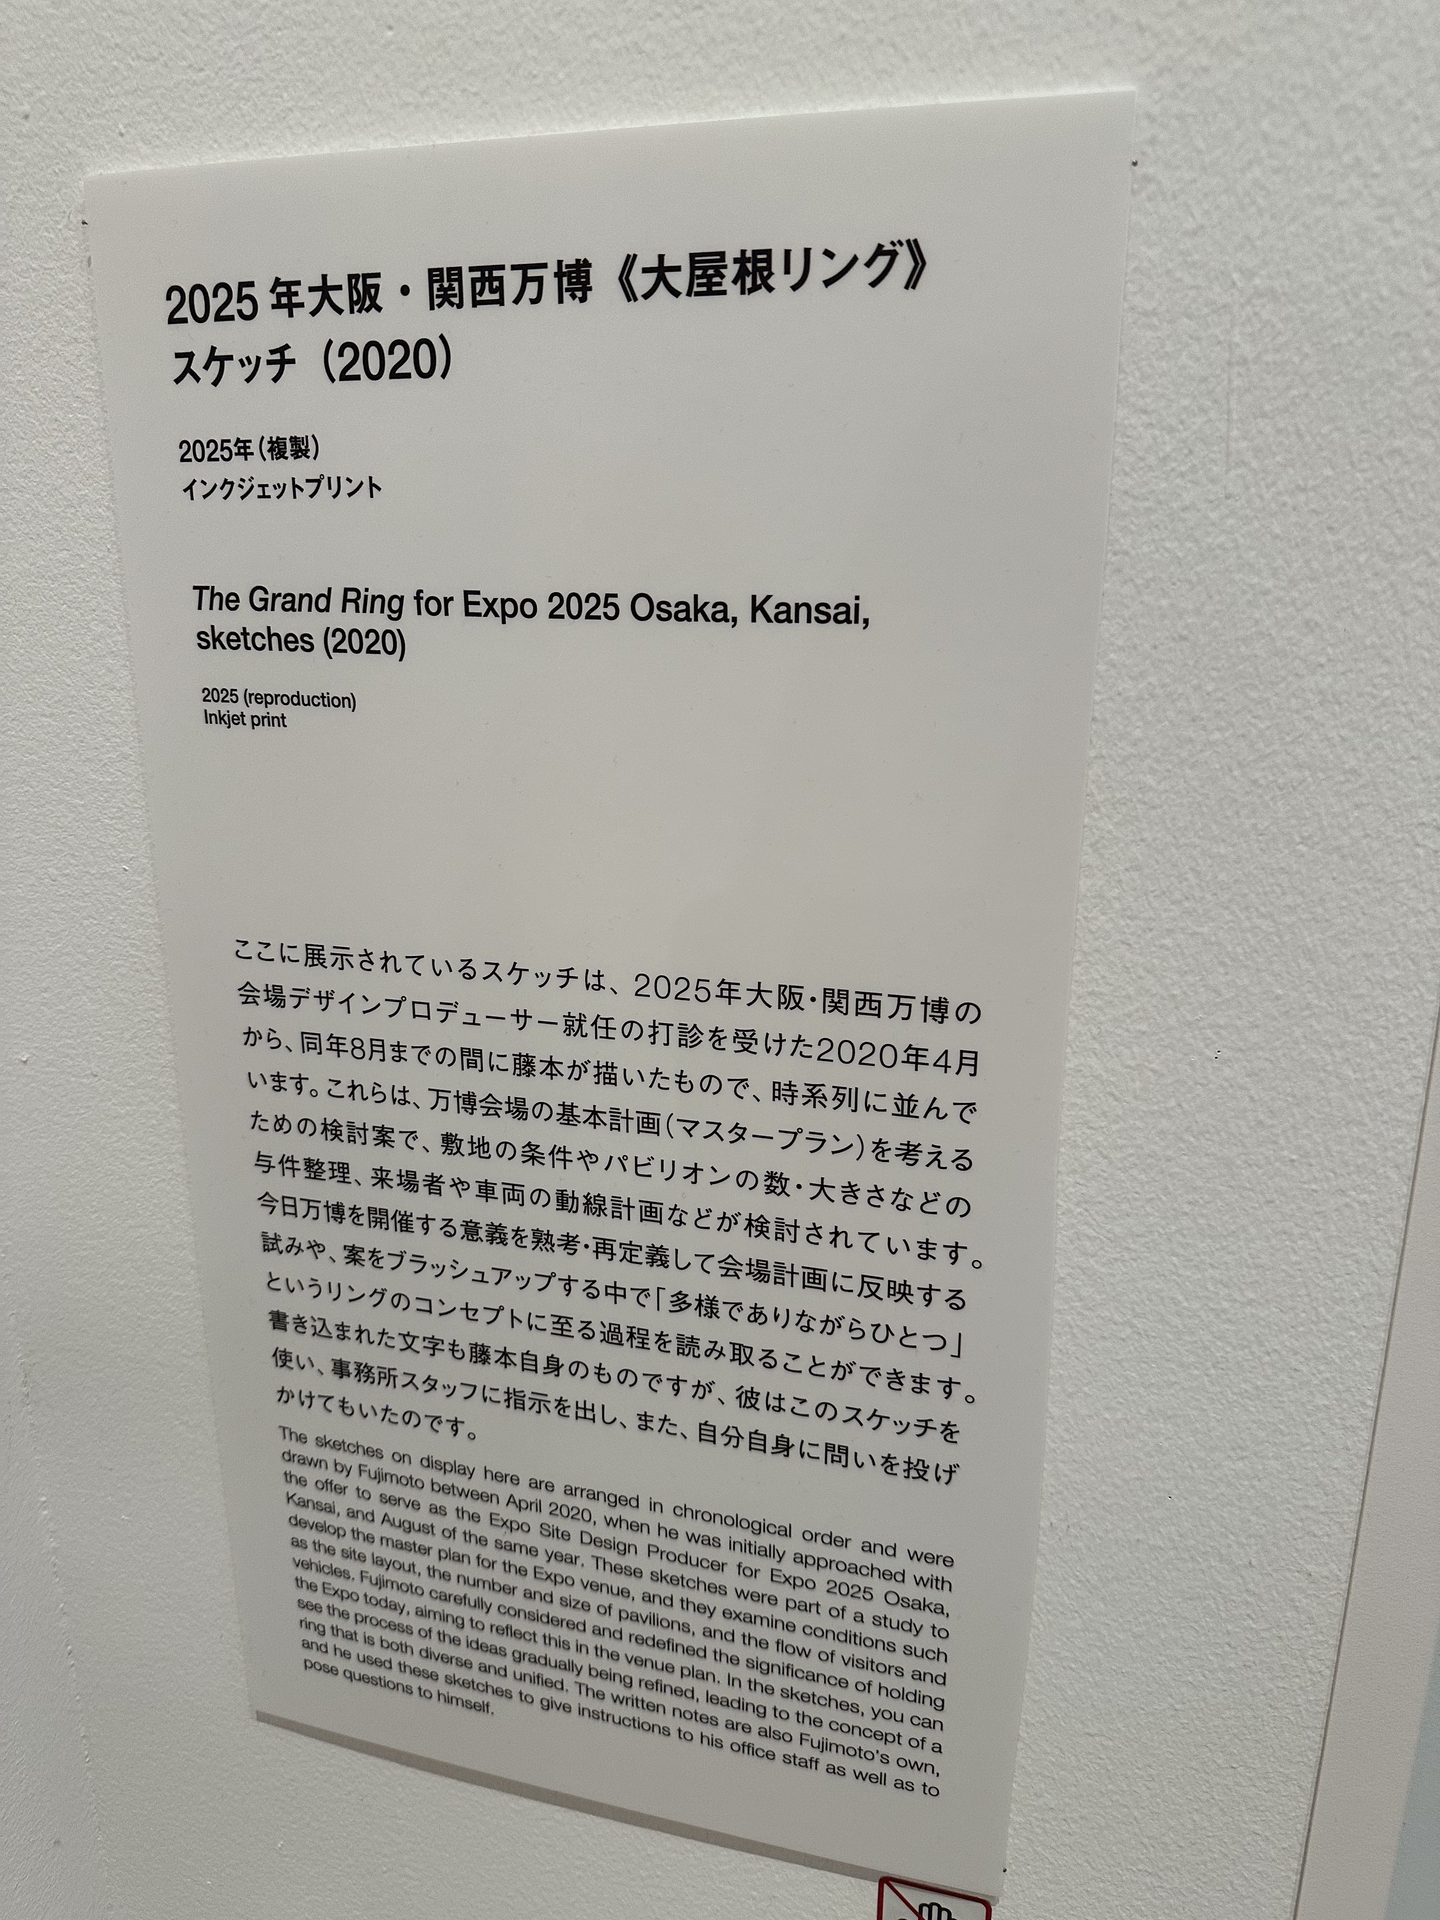 2025年大阪・関西万博《大屋根リング》
スケッチ（2020）
2025年（複製）
インクジェットプリント
The Grand Ring for Expo 2025 Osaka, Kansai,
sketches (2020)
2025 (reproduction)
Inkjet print
ここに展示されているスケッチは、2025年大阪・関西万博の
会場デザインプロデューサー就任の打診を受けた2020年4月
から、同年8月までの間に藤本が描いたもので、時系列に並んで
います。これらは、万博会場の基本計画（マスタープラン）を考える
ための検討案で、敷地の条件やパビリオンの数・大きさなどの
与件整理、来場者や車両の動線計画などが検討されています。
今日万博を開催する意義を熟考・再定義して会場計画に反映する
試みや、案をブラッシュアップする中で「多様でありながらひとつ」
というリングのコンセプトに至る過程を読み取ることができます。
書き込まれた文字も藤本自身のものですが、彼はこのスケッチを
使い、事務所スタッフに指示を出し、また、自分自身に問いを投げ
かけてもいたのです。
The sketches on display here are arranged in chronological order and were
drawn by Fujimoto between April 2020, when he was initially approached with
the offer to serve as the Expo Site Design Producer for Expo 2025 Osaka,
Kansai, and August of the same year. These sketches were part of a study to
develop the master plan for the Expo venue, and they examine conditions such
as the site layout, the number and size of pavilions, and the flow of visitors and
vehicles. Fujimoto carefully considered and redefined the significance of holding
the Expo today, aiming to reflect this in the venue plan. In the sketches, you can
see the process of the ideas gradually being refined, leading to the concept of a
ring that is both diverse and unified. The written notes are also Fujimoto's own,
and he used these sketches to give instructions to his office staff as well as to
pose questions to himself.